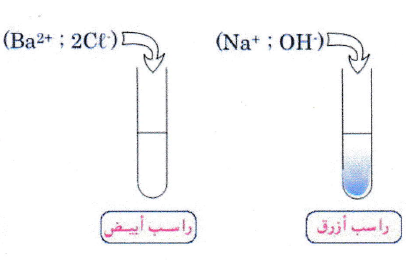 (Ba²⁺ ; 2Cℓ⁻)
(Na⁺ ; OH⁻)
راسب أبيض
راسب أزرق